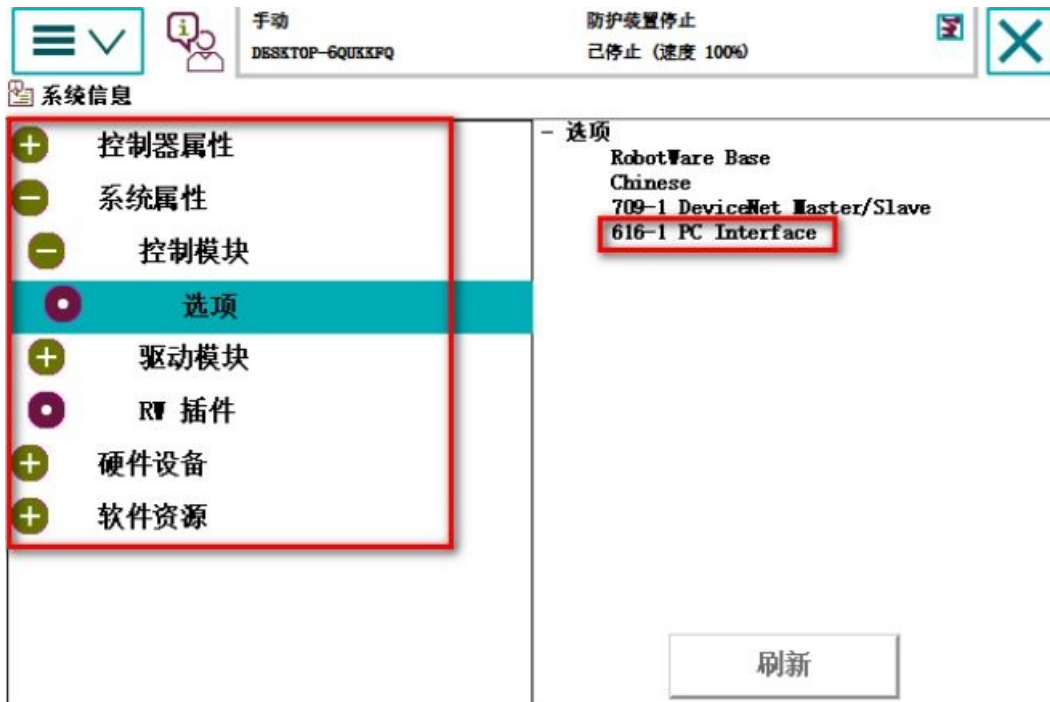 手动
DESKTOP-6QUKKFQ
防护装置停止
己停止 (速度 100%)
系统信息
控制器属性
系统属性
控制模块
选项
驱动模块
RW 插件
硬件设备
软件资源
- 选项
RobotWare Base
Chinese
709-1 DeviceNet Master/Slave
616-1 PC Interface
刷新